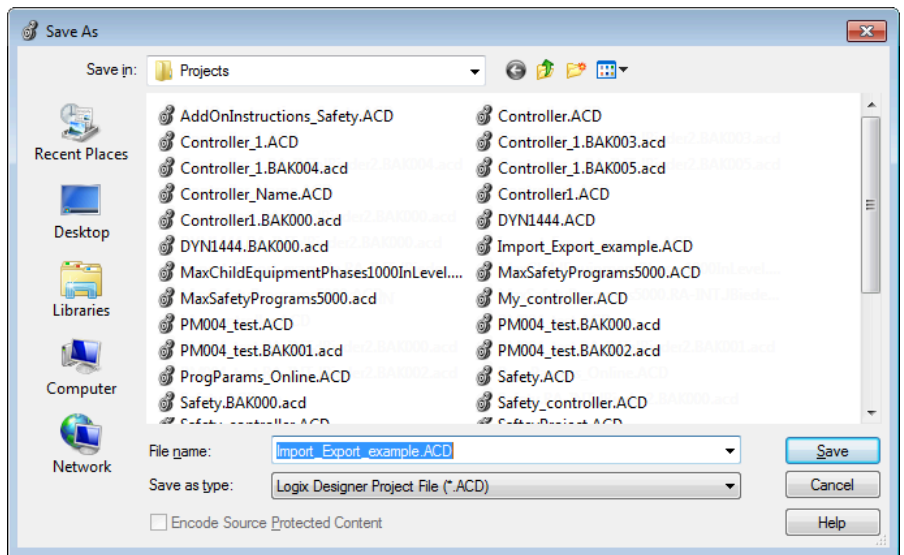 Save As
Save in:
Projects
Recent Places
Desktop
Libraries
Computer
Network
AddOnInstructions_Safety.ACD
Controller.ACD
Controller_1.ACD
Controller_1.BAK003.acd
Controller_1.BAK004.acd
Controller_1.BAK005.acd
Controller_Name.ACD
Controller1.ACD
Controller1.BAK000.acd
DYN1444.ACD
DYN1444.BAK000.acd
Import_Export_example.ACD
MaxChildEquipmentPhases1000InLevel....
MaxSafetyPrograms5000.ACD
MaxSafetyPrograms5000.acd
My_controller.ACD
PM004_test.ACD
PM004_test.BAK000.acd
PM004_test.BAK001.acd
PM004_test.BAK002.acd
ProgParams_Online.ACD
Safety.ACD
Safety.BAK000.acd
Safety_controller.ACD
File name:
Import_Export_example.ACD
Save
Save as type:
Logix Designer Project File (*.ACD)
Cancel
Encode Source Protected Content
Help